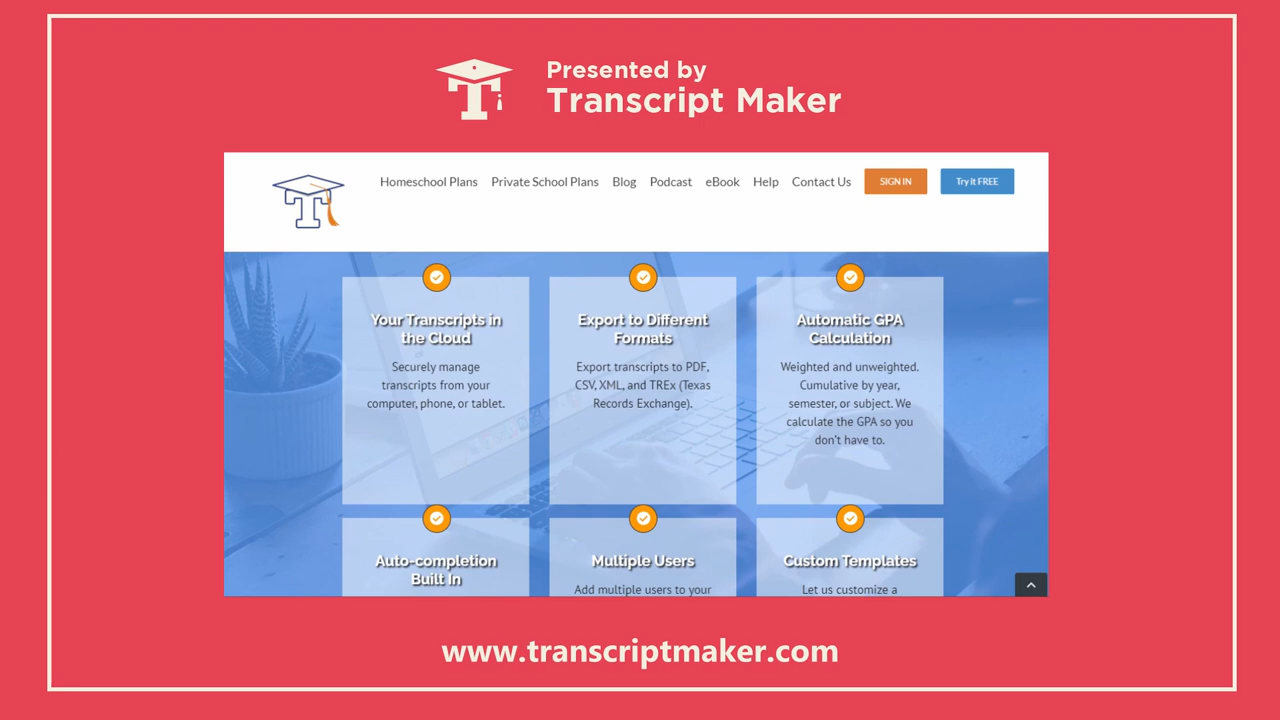 Presented by
Transcript Maker
Homeschool Plans Private School Plans Blog Podcast eBook Help Contact Us SIGN IN Try it FREE
Your Transcripts in
the Cloud
Securely manage
transcripts from your
computer, phone, or tablet.
Export to Different
Formats
Export transcripts to PDF,
CSV, XML, and TREx (Texas
Records Exchange).
Automatic GPA
Calculation
Weighted and unweighted.
Cumulative by year,
semester, or subject. We
calculate the GPA so you
don't have to.
Auto-completion
Built In
Multiple Users
Add multiple users to your
Custom Templates
Let us customize a
www.transcriptmaker.com